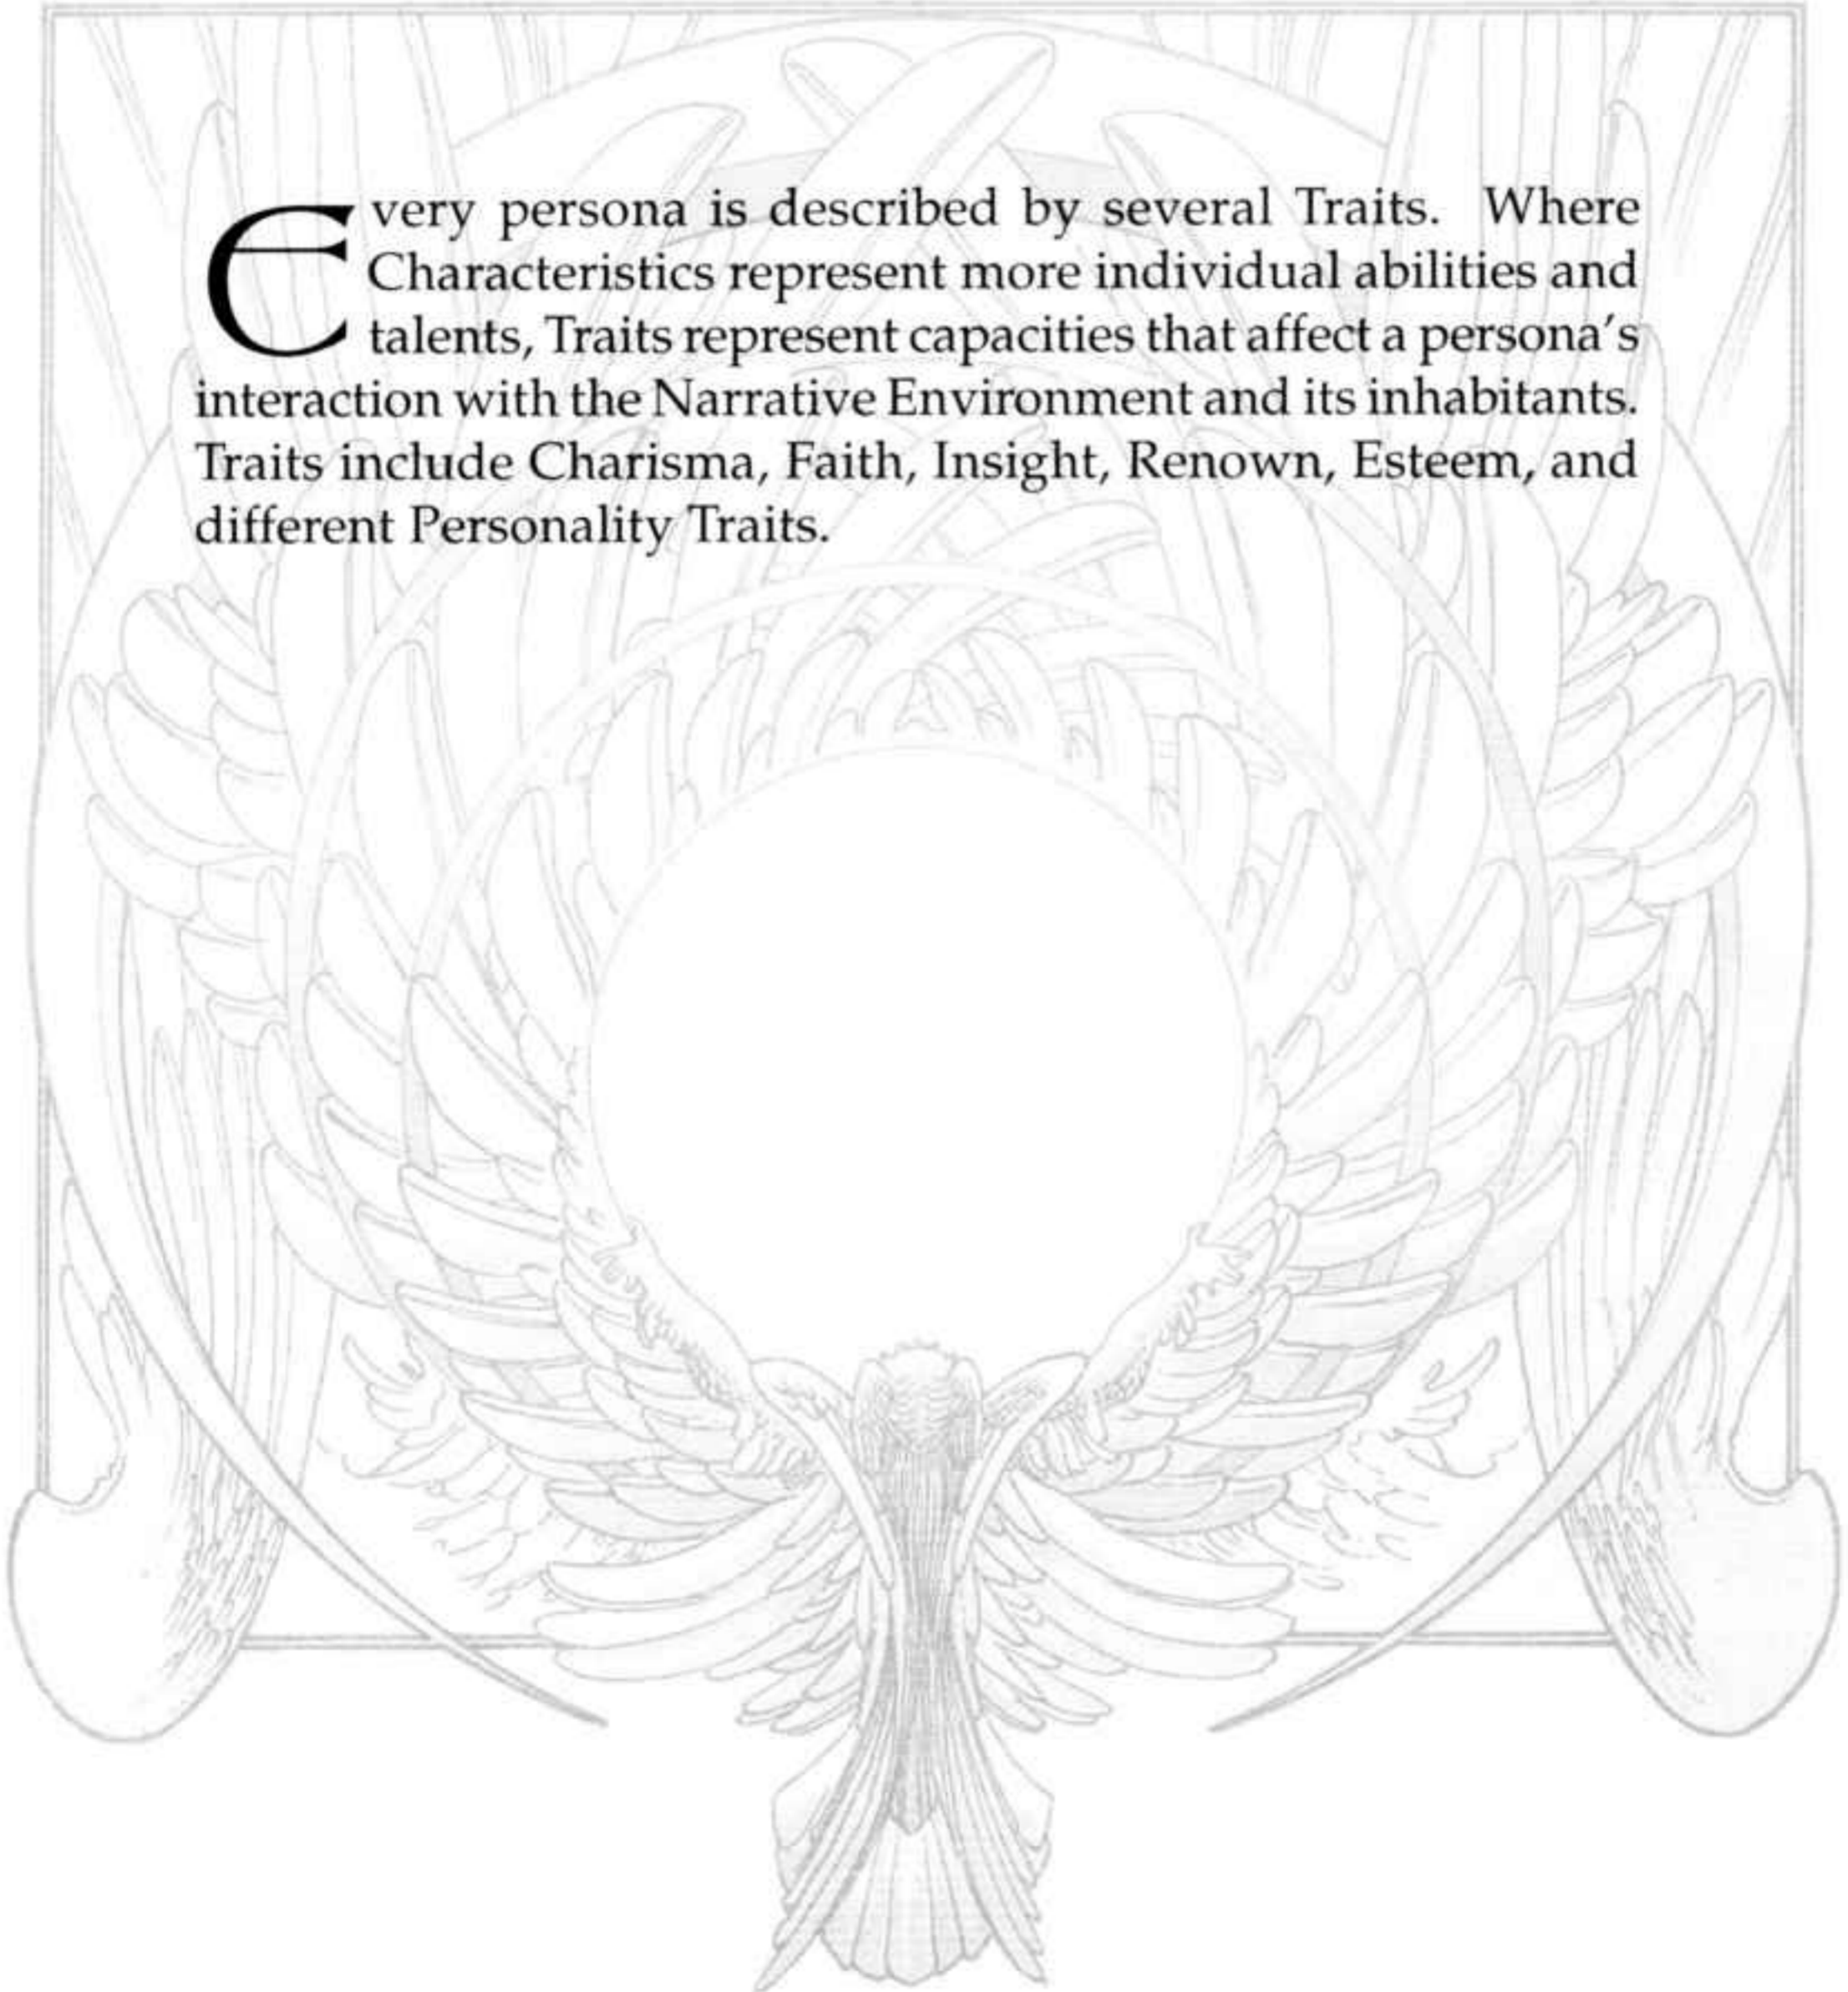 Every persona is described by several Traits. Where
Characteristics represent more individual abilities and
talents, Traits represent capacities that affect a persona's
interaction with the Narrative Environment and its inhabitants.
Traits include Charisma, Faith, Insight, Renown, Esteem, and
different Personality Traits.